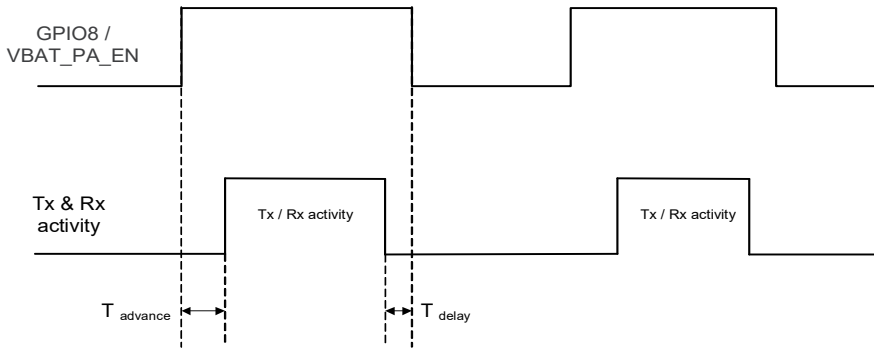 GPIO8 /
VBAT_PA_EN
Tx & Rx
activity
Tx / Rx activity
Tx / Rx activity
T advance
T delay